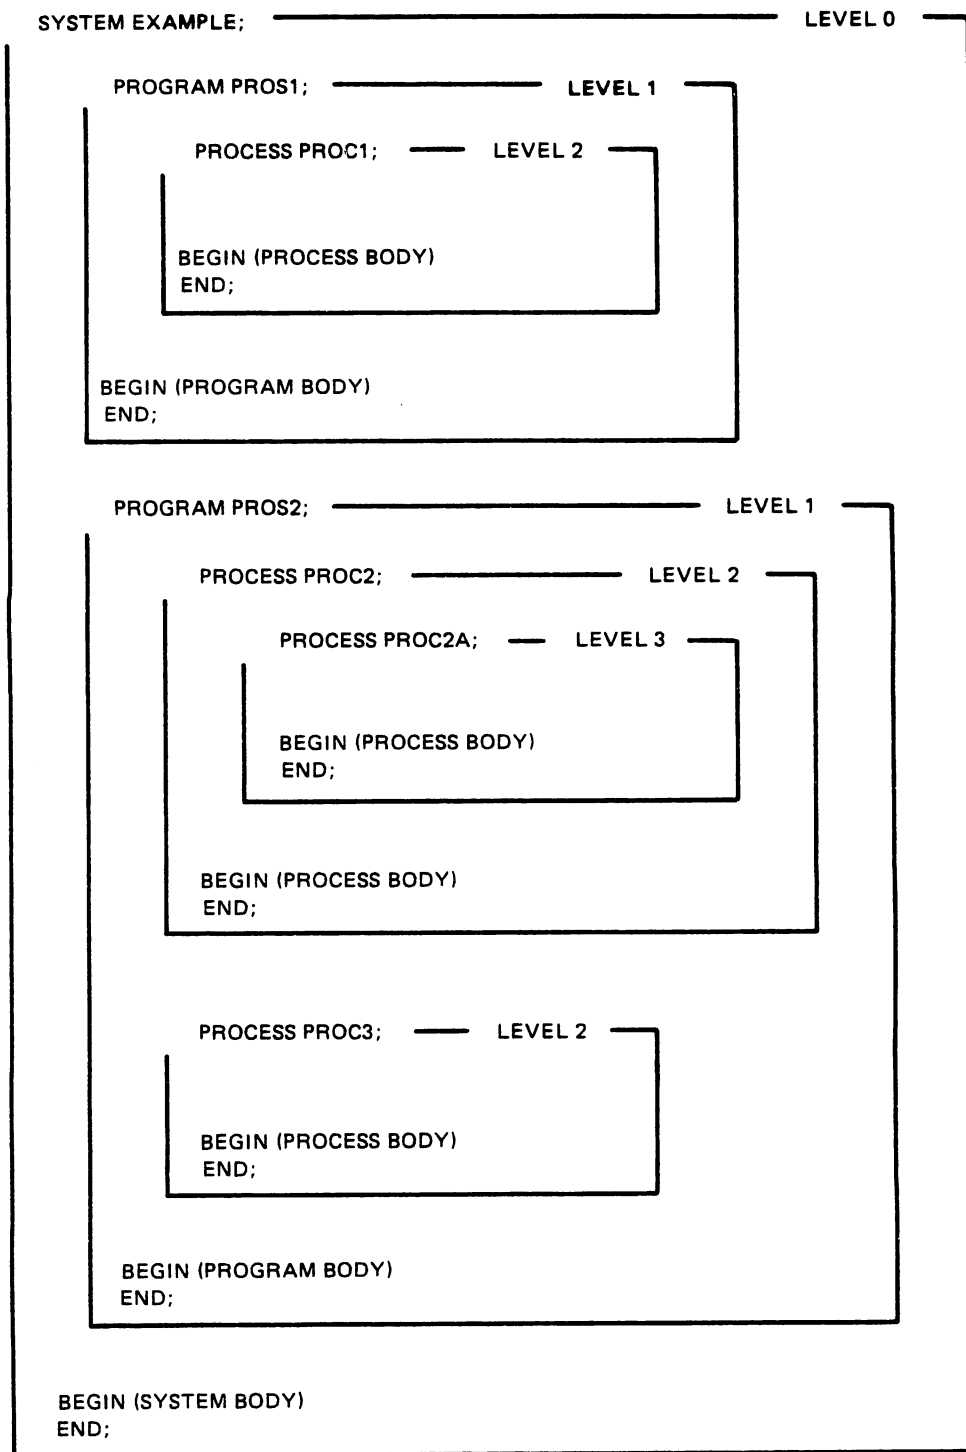 SYSTEM EXAMPLE; LEVEL 0
PROGRAM PROS1; LEVEL 1
PROCESS PROC1; LEVEL 2
BEGIN (PROCESS BODY)
END;
BEGIN (PROGRAM BODY)
END;
PROGRAM PROS2; LEVEL 1
PROCESS PROC2; LEVEL 2
PROCESS PROC2A; LEVEL 3
BEGIN (PROCESS BODY)
END;
BEGIN (PROCESS BODY)
END;
PROCESS PROC3; LEVEL 2
BEGIN (PROCESS BODY)
END;
BEGIN (PROGRAM BODY)
END;
BEGIN (SYSTEM BODY)
END;